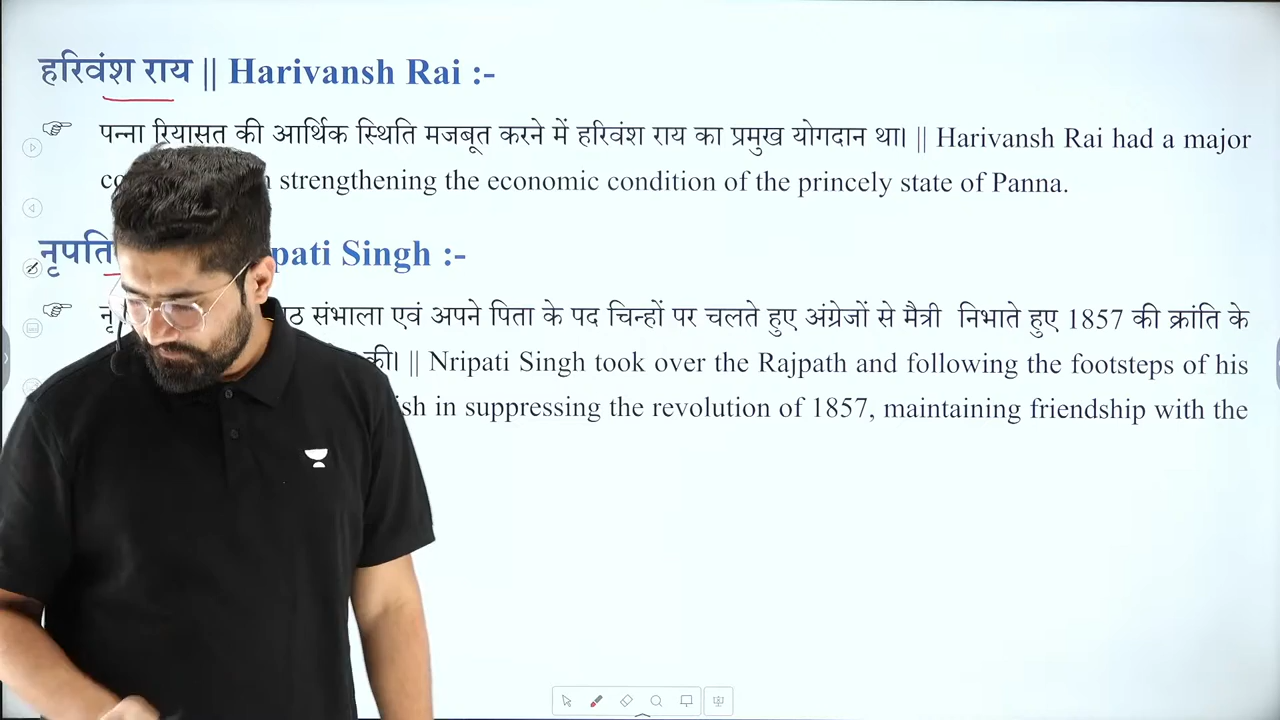 हरिवंश राय || Harivansh Rai :-
पन्ना रियासत की आर्थिक स्थिति मजबूत करने में हरिवंश राय का प्रमुख योगदान था। || Harivansh Rai had a major
strengthening the economic condition of the princely state of Panna.
नृपति pati Singh :-
संभाला एवं अपने पिता के पद चिन्हों पर चलते हुए अंग्रेजों से मैत्री निभाते हुए 1857 की क्रांति के
की। || Nripati Singh took over the Rajpath and following the footsteps of his
in suppressing the revolution of 1857, maintaining friendship with the